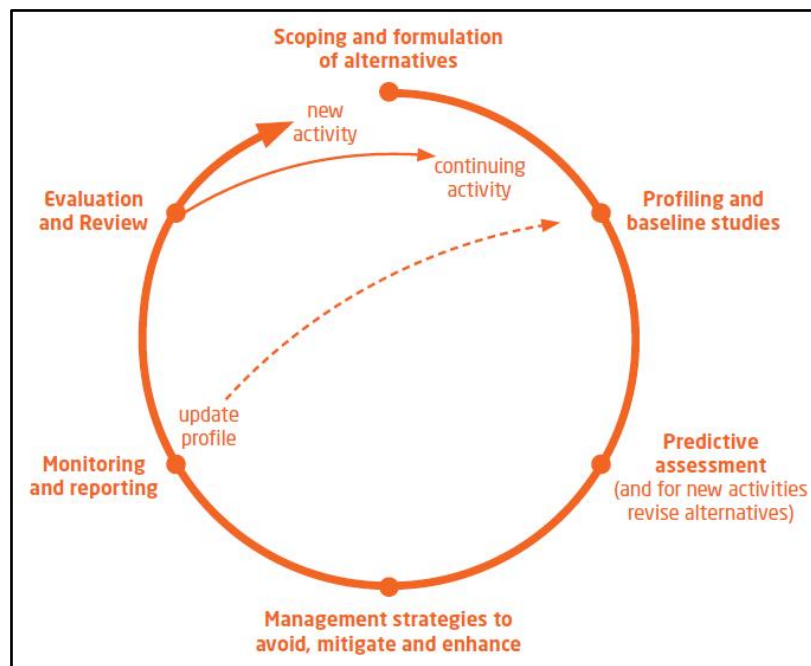 Scoping and formulation
of alternatives
new
activity
continuing
activity
Evaluation
and Review
Profiling and
baseline studies
update
profile
Monitoring
and reporting
Predictive
assessment
(and for new activities
revise alternatives)
Management strategies to
avoid, mitigate and enhance